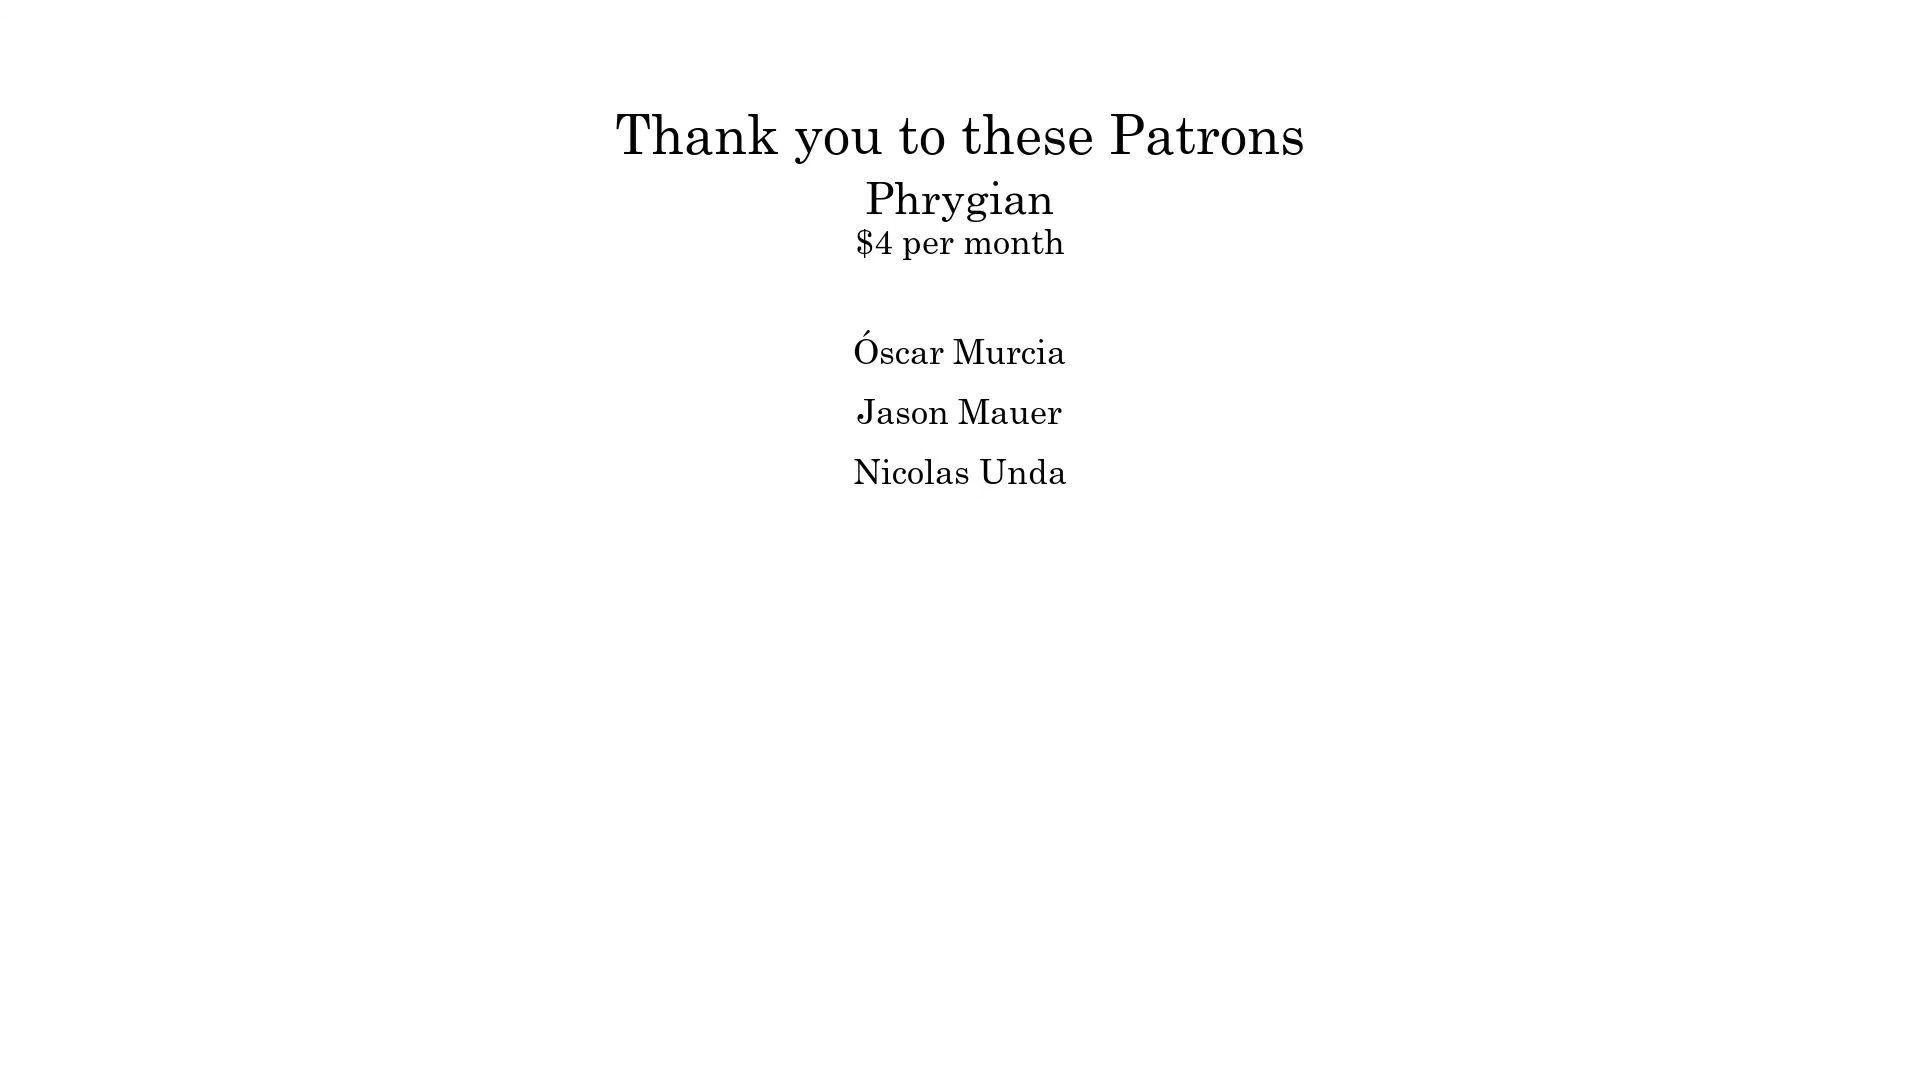 Thank you to these Patrons
Phrygian
$4 per month
Óscar Murcia
Jason Mauer
Nicolas Unda